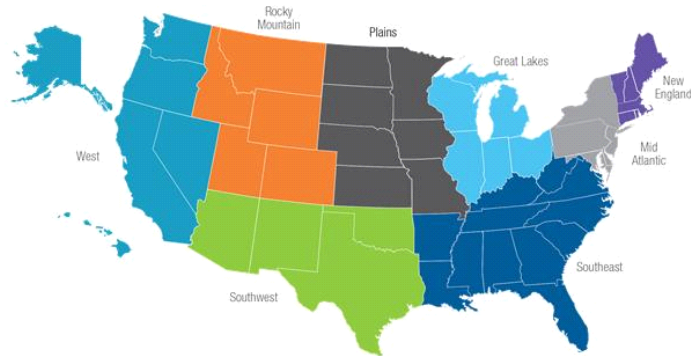 Rocky
Mountain
Plains
Great Lakes
New
England
Mid
Atlantic
West
Southeast
Southwest